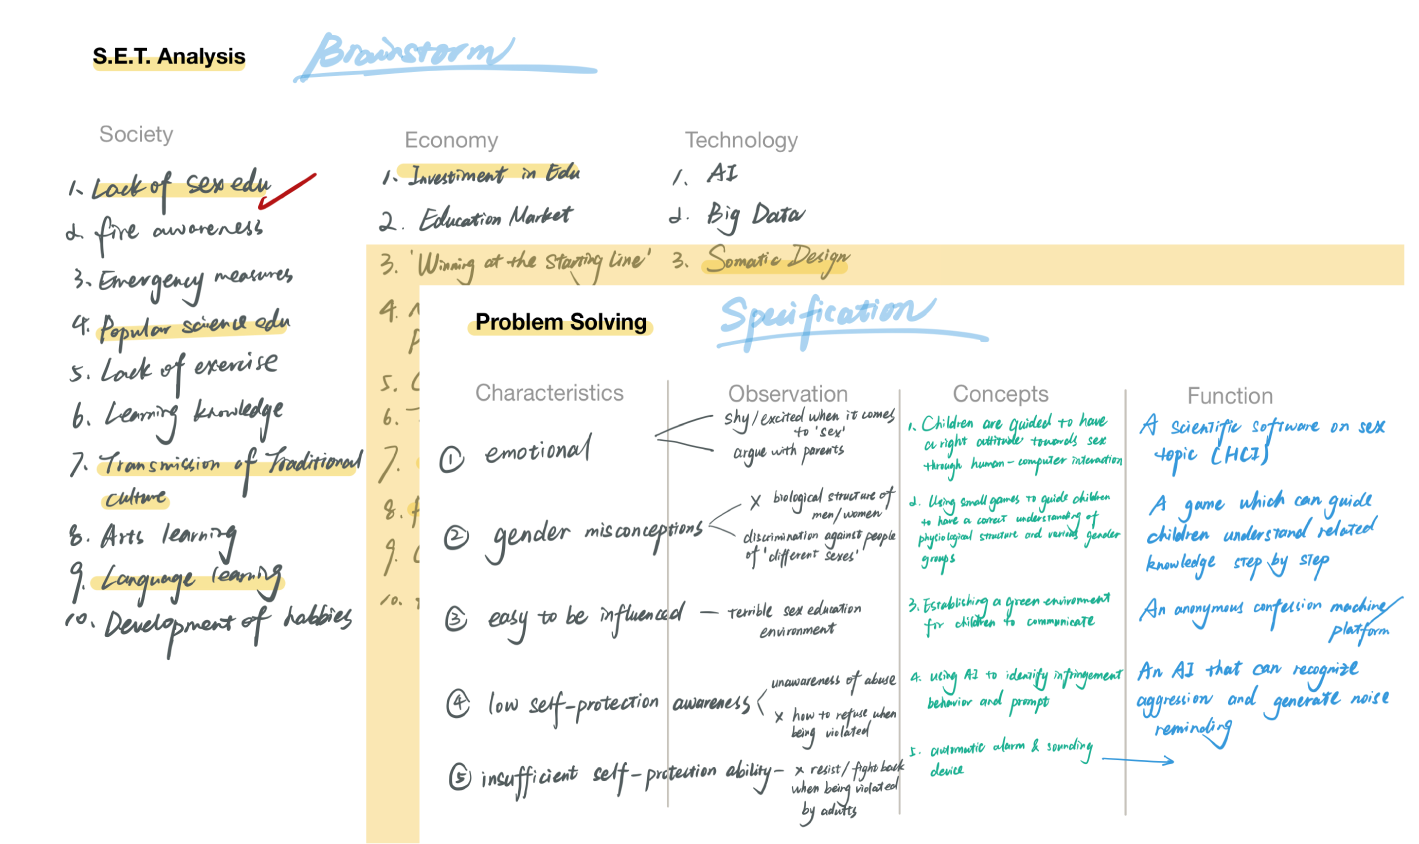 S.E.T. Analysis
Brainstorm
Society
1. Lack of sex edu
2. fire awareness
3. Emergency measures
4. Popular science edu
5. Lack of exercise
6. Learning knowledge
7. Transmission of Traditional
culture
8. Arts learning
9. Language learning
10. Development of hobbies
Economy
1. Investiment in Edu
2. Education Market
3. 'Winning at the starting line'
4.
5.
6.
7.
8.
9.
10.
Technology
1. AI
2. Big Data
3. Somatic Design
Problem Solving
Specification
Characteristics
① emotional
② gender misconceptions
③ easy to be influenced
④ low self-protection awareness
⑤ insufficient self-protection ability
Observation
shy/excited when it comes
to 'sex'
argue with parents
x biological structure of
men/women
discrimination against people
of 'different sexes'
terrible sex education
environment
unawareness of abuse
x how to refuse when
being violated
x resist/fight back
when being violated
by adults
Concepts
1. Children are guided to have
a right attitude towards sex
through human-computer interaction
2. Using small games to guide children
to have a correct understanding of
physiological structure and various gender
groups
3. Establishing a green environment
for children to communicate
4. using AI to identify infringement
behavior and prompt
5. automatic alarm & sounding
device
Function
A scientific software on sex
topic (HCI)
A game which can guide
children understand related
knowledge step by step
An anonymous confession machine/
platform
An AI that can recognize
aggression and generate noise
reminding